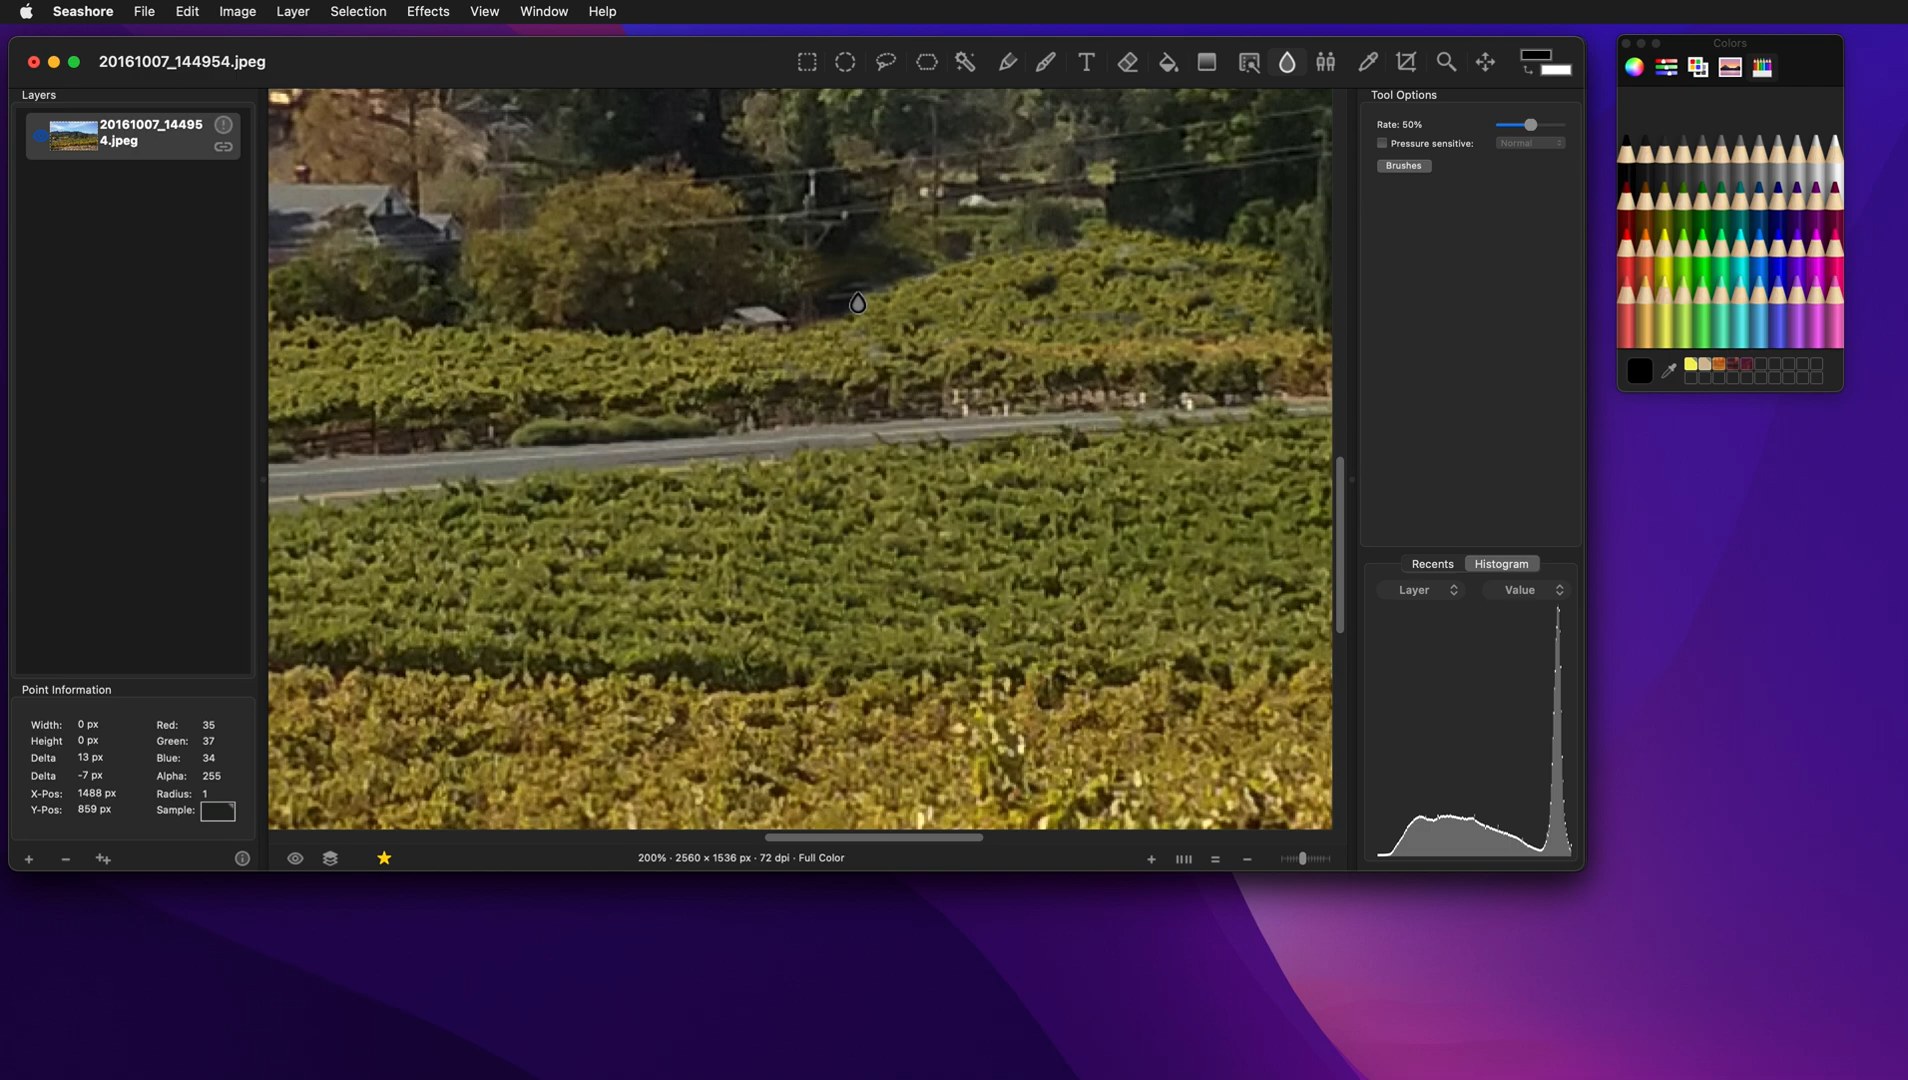 Seashore File Edit Image Layer Selection Effects View Window Help
20161007_144954.jpeg
Colors
Layers
20161007_14495
4.jpeg
Tool Options
Rate: 50%
Pressure sensitive: Normal
Brushes
Recents Histogram
Layer Value
Point Information
Width: 0 px Red: 35
Height 0 px Green: 37
Delta 13 px Blue: 34
Delta -7 px Alpha: 255
X-Pos: 1488 px Radius: 1
Y-Pos: 859 px Sample:
200% · 2560 × 1536 px · 72 dpi · Full Color